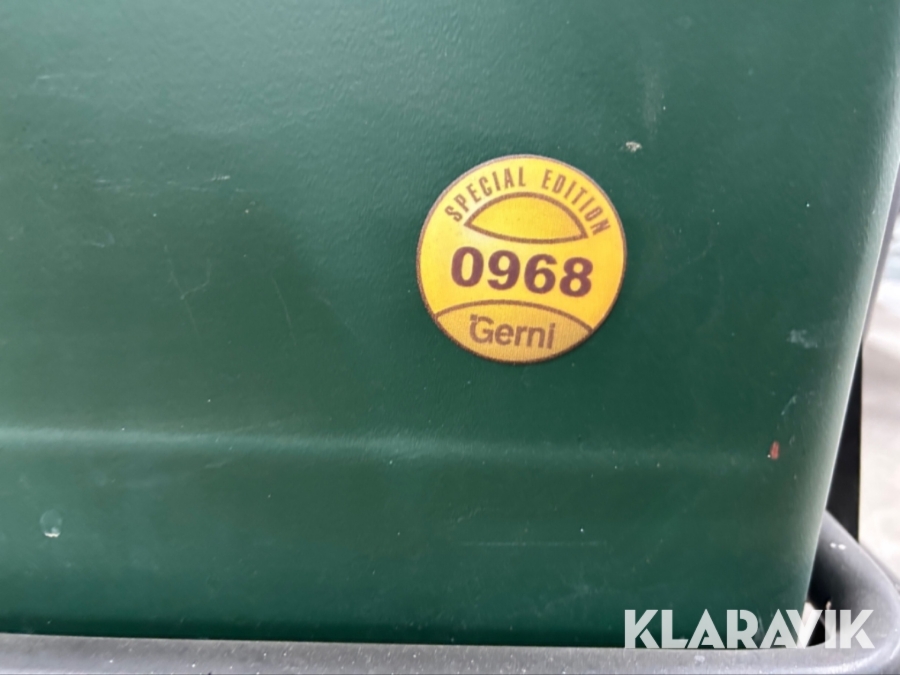 SPECIAL EDITION
0968
Gerni
KLARAVIK